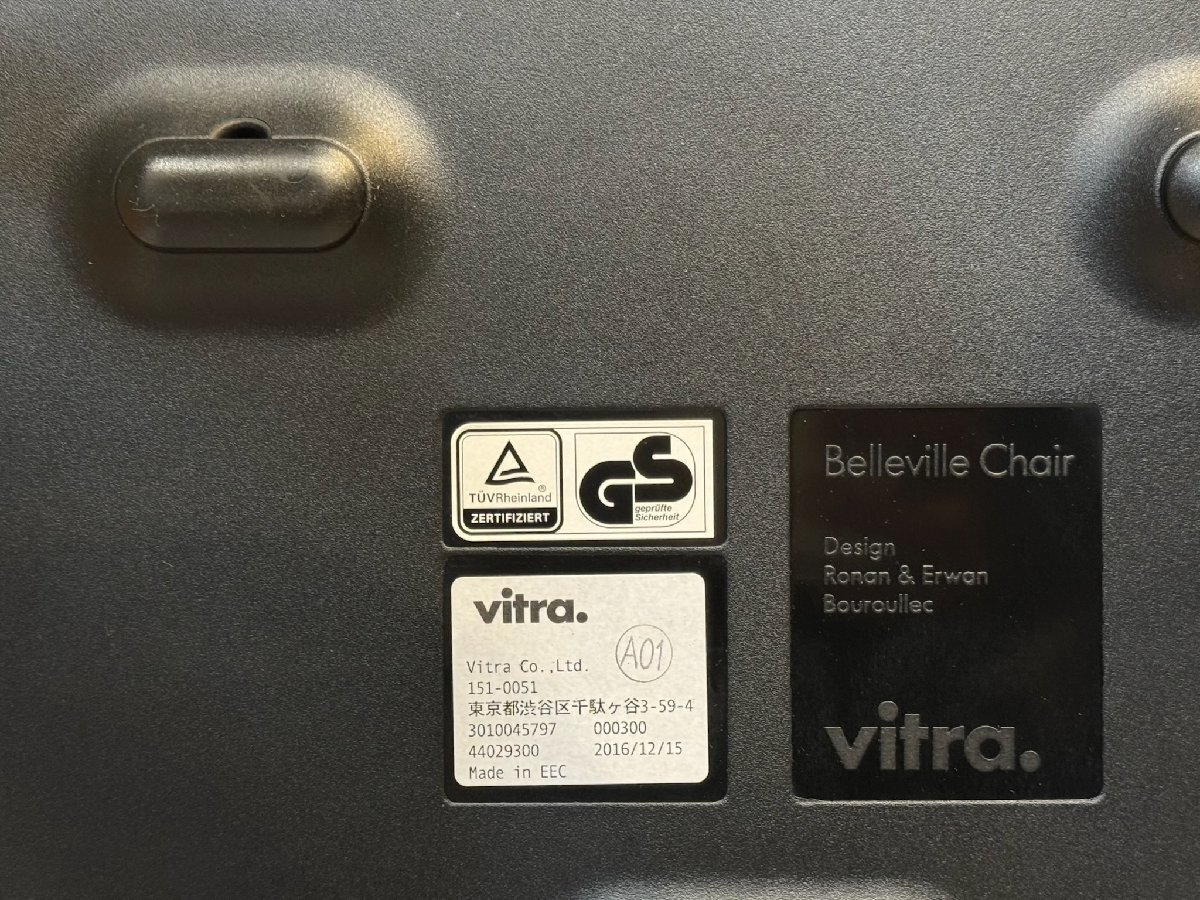 TÜVRheinland®
ZERTIFIZIERT
GS
geprüfte
Sicherheit
vitra.
A01
Vitra Co.,Ltd.
151-0051
東京都渋谷区千駄ヶ谷3-59-4
3010045797 000300
44029300 2016/12/15
Made in EEC
Belleville Chair
Design
Ronan & Erwan
Bouroullec
vitra.